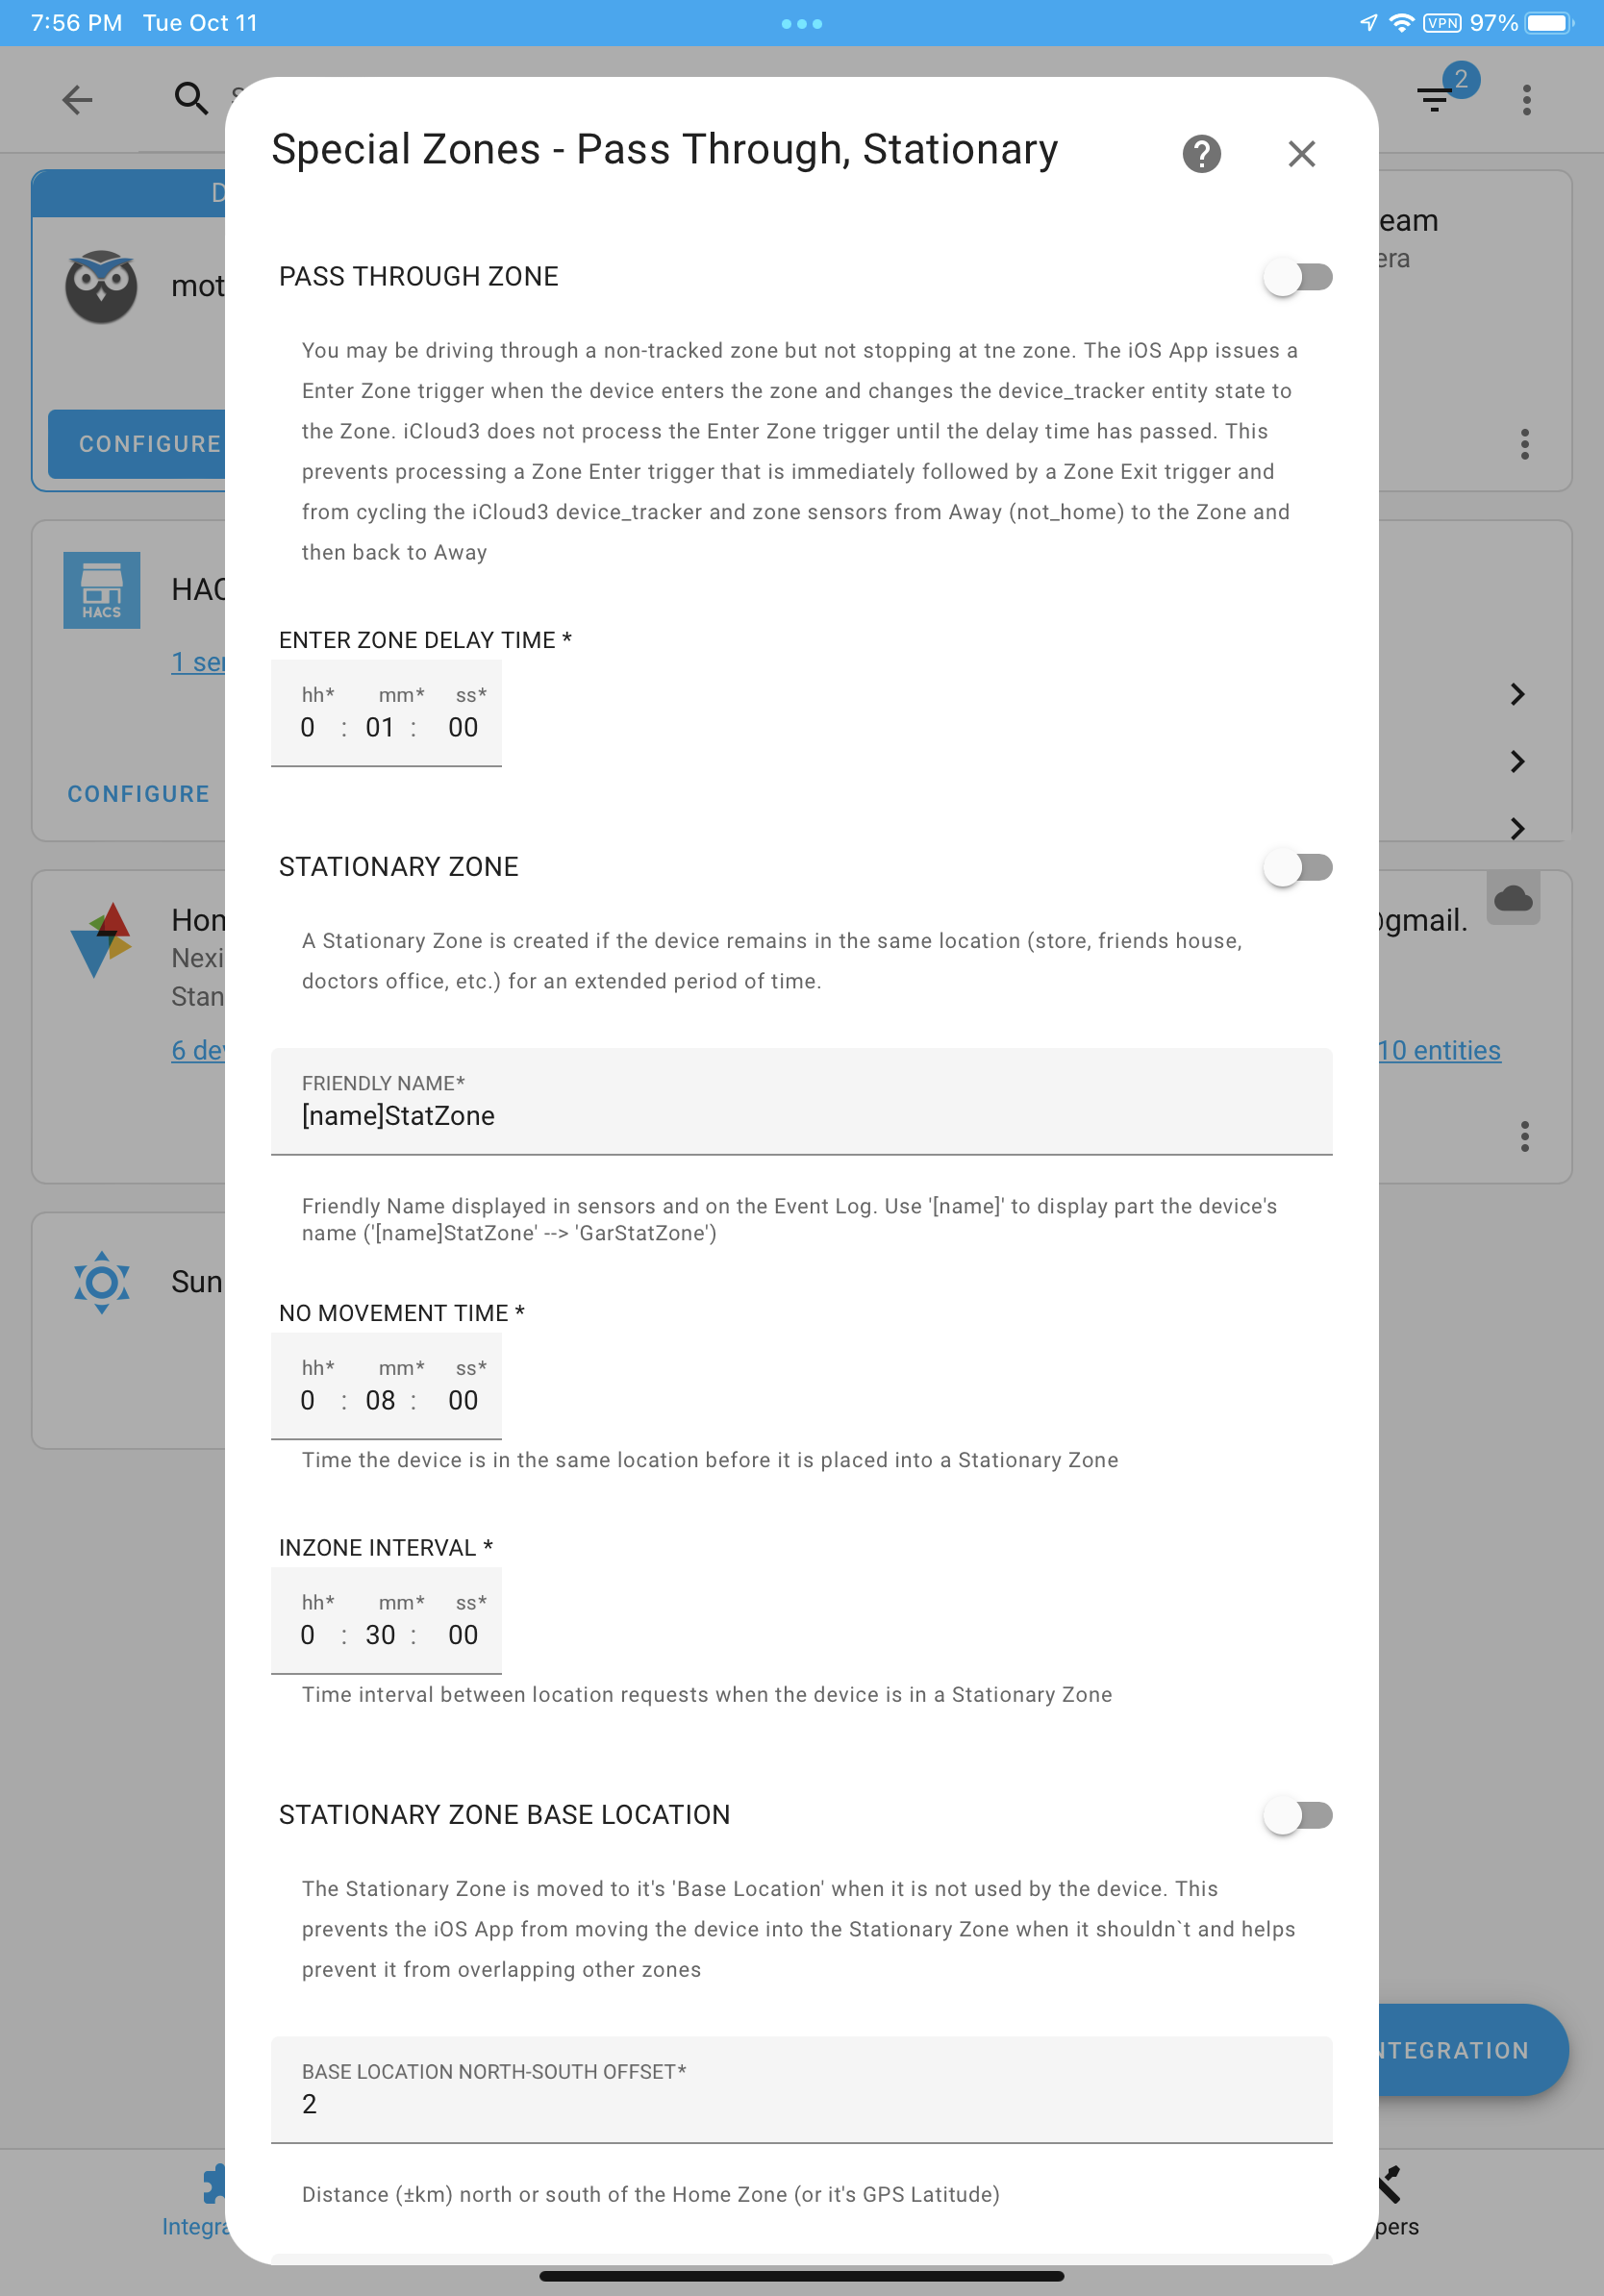 7:56 PM Tue Oct 11
VPN 97%
2
Special Zones - Pass Through, Stationary
PASS THROUGH ZONE
You may be driving through a non-tracked zone but not stopping at tne zone. The iOS App issues a
Enter Zone trigger when the device enters the zone and changes the device_tracker entity state to
the Zone. iCloud3 does not process the Enter Zone trigger until the delay time has passed. This
prevents processing a Zone Enter trigger that is immediately followed by a Zone Exit trigger and
from cycling the iCloud3 device_tracker and zone sensors from Away (not_home) to the Zone and
then back to Away
ENTER ZONE DELAY TIME *
hh* mm* ss*
0 : 01 : 00
STATIONARY ZONE
A Stationary Zone is created if the device remains in the same location (store, friends house,
doctors office, etc.) for an extended period of time.
FRIENDLY NAME*
[name]StatZone
Friendly Name displayed in sensors and on the Event Log. Use '[name]' to display part the device's
name ('[name]StatZone' --> 'GarStatZone')
NO MOVEMENT TIME *
hh* mm* ss*
0 : 08 : 00
Time the device is in the same location before it is placed into a Stationary Zone
INZONE INTERVAL *
hh* mm* ss*
0 : 30 : 00
Time interval between location requests when the device is in a Stationary Zone
STATIONARY ZONE BASE LOCATION
The Stationary Zone is moved to it's 'Base Location' when it is not used by the device. This
prevents the iOS App from moving the device into the Stationary Zone when it shouldn`t and helps
prevent it from overlapping other zones
BASE LOCATION NORTH-SOUTH OFFSET*
2
Distance (±km) north or south of the Home Zone (or it's GPS Latitude)
D
mot
CONFIGURE
HACS
HAC
1 ser
CONFIGURE
Hom
Nexi
Stan
6 dev
Sun
eam
era
@gmail.
10 entities
NTEGRATION
Integra
pers